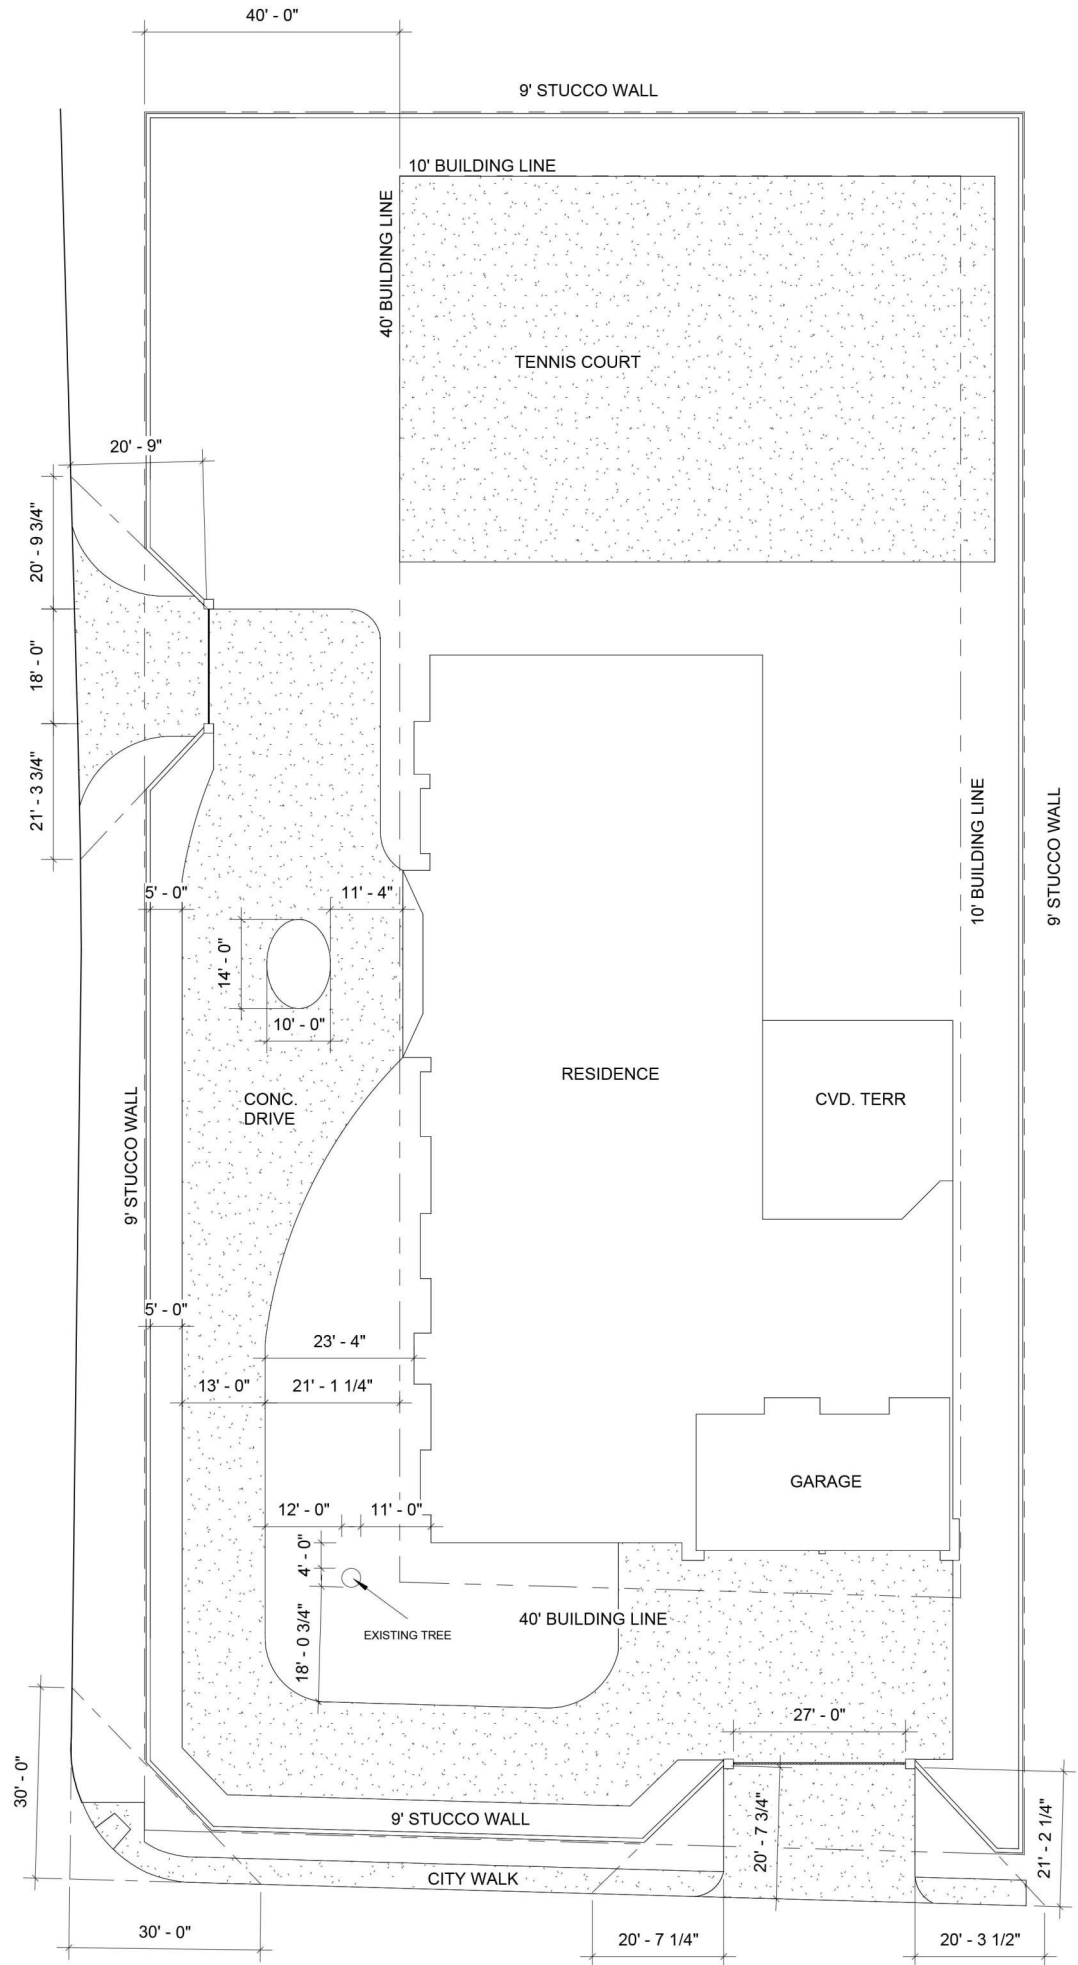 40' - 0"
9' STUCCO WALL
10' BUILDING LINE
40' BUILDING LINE
TENNIS COURT
20' - 9"
20' - 9 3/4"
18' - 0"
21' - 3 3/4"
10' BUILDING LINE
9' STUCCO WALL
5' - 0"
11' - 4"
14' - 0"
10' - 0"
RESIDENCE
CONC.
DRIVE
CVD. TERR
9' STUCCO WALL
5' - 0"
23' - 4"
13' - 0"
21' - 1 1/4"
GARAGE
12' - 0"
11' - 0"
4' - 0"
18' - 0 3/4"
40' BUILDING LINE
EXISTING TREE
27' - 0"
30' - 0"
9' STUCCO WALL
20' - 7 3/4"
21' - 2 1/4"
CITY WALK
30' - 0"
20' - 7 1/4"
20' - 3 1/2"